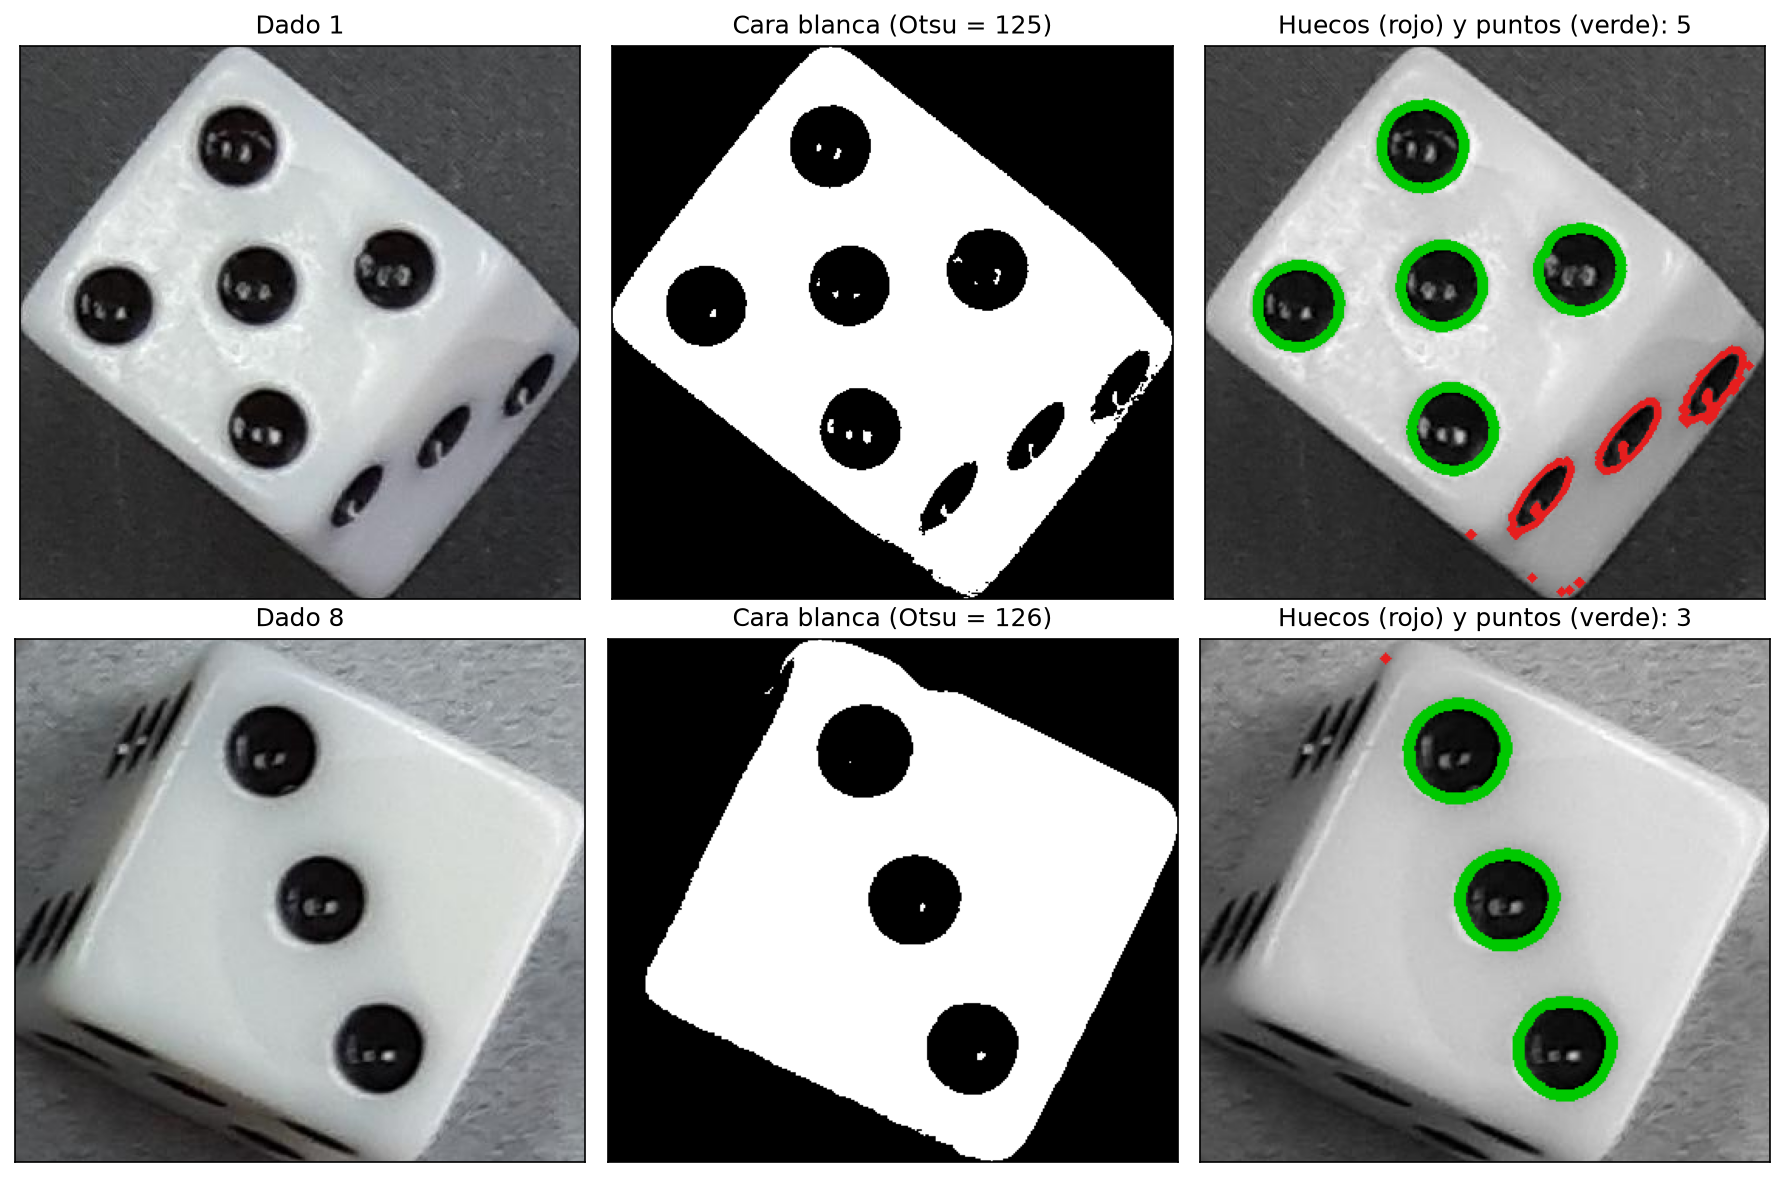 Dado 1
Cara blanca (Otsu = 125)
Huecos (rojo) y puntos (verde): 5
Dado 8
Cara blanca (Otsu = 126)
Huecos (rojo) y puntos (verde): 3